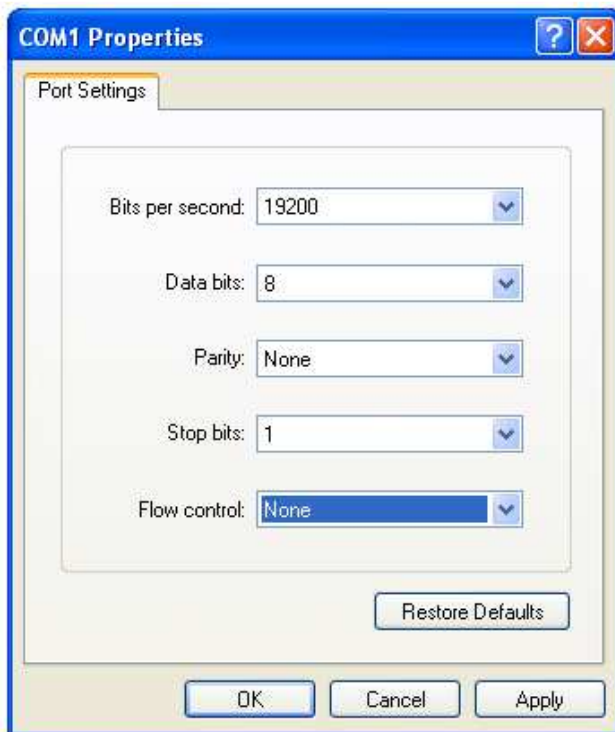 COM1 Properties
Port Settings
Bits per second: 19200
Data bits: 8
Parity: None
Stop bits: 1
Flow control: None
Restore Defaults
OK Cancel Apply